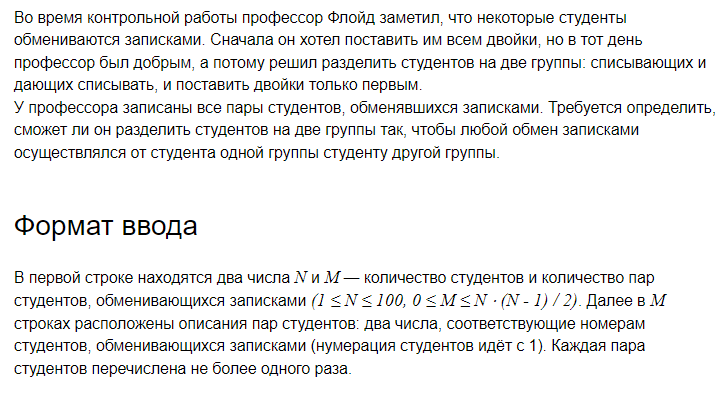 Во время контрольной работы профессор Флойд заметил, что некоторые студенты
обмениваются записками. Сначала он хотел поставить им всем двойки, но в тот день
профессор был добрым, а потому решил разделить студентов на две группы: списывающих и
дающих списывать, и поставить двойки только первым.
У профессора записаны все пары студентов, обменявшихся записками. Требуется определить,
сможет ли он разделить студентов на две группы так, чтобы любой обмен записками
осуществлялся от студента одной группы студенту другой группы.
Формат ввода
В первой строке находятся два числа N и M — количество студентов и количество пар
студентов, обменивающихся записками (1 ≤ N ≤ 100, 0 ≤ M ≤ N · (N - 1) / 2). Далее в M
строках расположены описания пар студентов: два числа, соответствующие номерам
студентов, обменивающихся записками (нумерация студентов идёт с 1). Каждая пара
студентов перечислена не более одного раза.